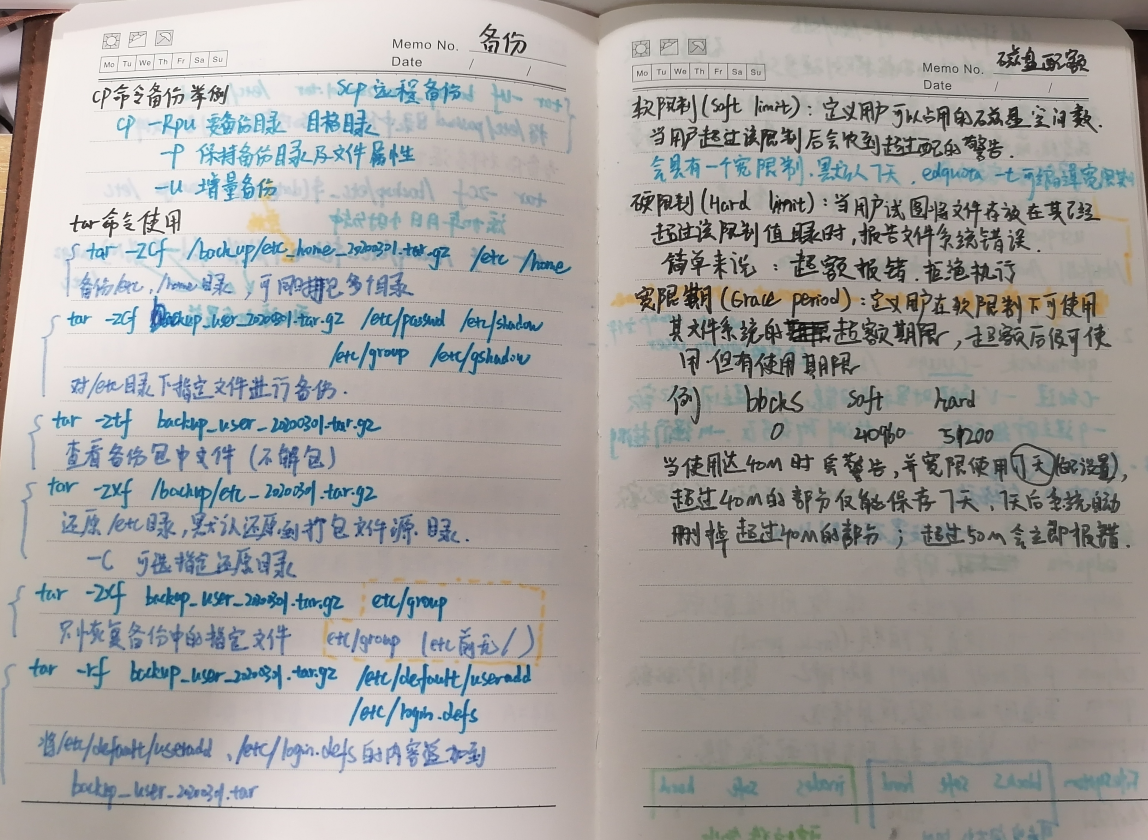 Memo No. 备份
Mo Tu We Th Fr Sa Su
Date / /
cp命令备份举例 scp远程备份
cp -Rpu 要备份目录 目标目录
-p 保持备份目录及文件属性
-u 增量备份
tar命令使用
tar -zcf /backup/etc_home_20200301.tar.gz /etc /home
备份/etc、/home目录,可同时打包多个目录
tar -zcf backup_user_20200301.tar.gz /etc/passwd /etc/shadow
/etc/group /etc/gshadow
对/etc目录下指定文件进行备份.
tar -ztf backup_user_20200301.tar.gz
查看备份包中文件(不解包)
tar -zxf /backup/etc_20200301.tar.gz
还原/etc目录,默认还原到打包文件源目录.
-C 可选指定还原目录
tar -zxf backup_user_20200301.tar.gz etc/group
只恢复备份中的指定文件 etc/group (etc前无/)
tar -rf backup_user_20200301.tar.gz /etc/default/useradd
/etc/login.defs
将/etc/default/useradd、/etc/login.defs的内容追加到
backup_user_20200301.tar
Memo No. 磁盘配额
Mo Tu We Th Fr Sa Su
Date / /
软限制(soft limit):定义用户可以占用的磁盘空间数.
当用户超过该限制后会收到超过配的警告.
会具有一个宽限制,默认7天,edquota -t 可编辑宽限制
硬限制(Hard limit):当用户试图将文件存放在其已经
超过该限制值目录时,报告文件系统错误.
简单来说:超额报错.拒绝执行
宽限期(Grace period):定义用户在软限制下可使用
其文件系统的超额期限,超额后仅可使
用.但有使用期限
例) blocks soft hard
0 40960 51200
当使用达40M时会警告,并宽限使用7天(可设置),
超过40M的部分仅能保存7天,7天后系统自动
删掉超过40M的部分;超过50M会立即报错.